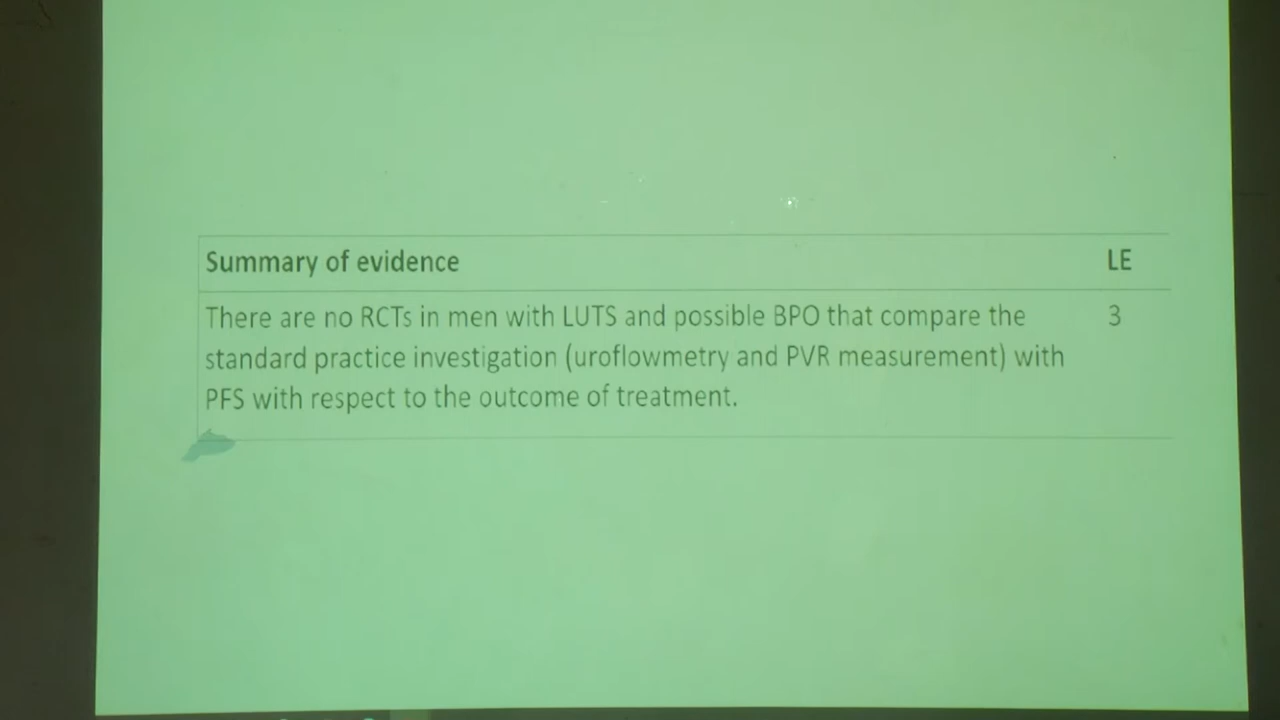 Summary of evidence LE
There are no RCTs in men with LUTS and possible BPO that compare the 3
standard practice investigation (uroflowmetry and PVR measurement) with
PFS with respect to the outcome of treatment.